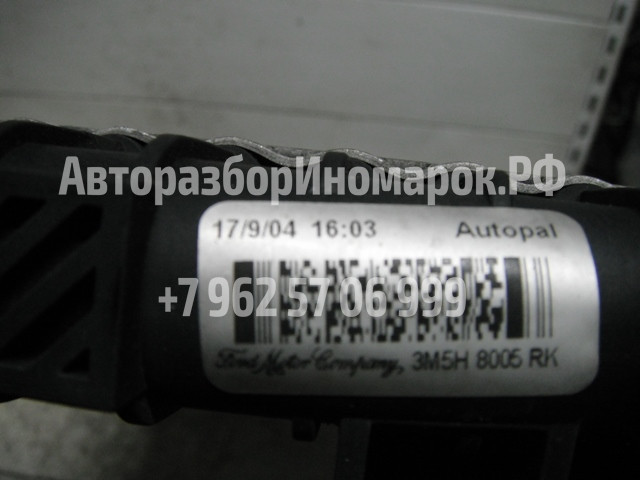 АвторазборИномарок.РФ
17/9/04 16:03 Autopal
+7 962 57 06 999
Ford Motor Company, 3M5H 8005 RK